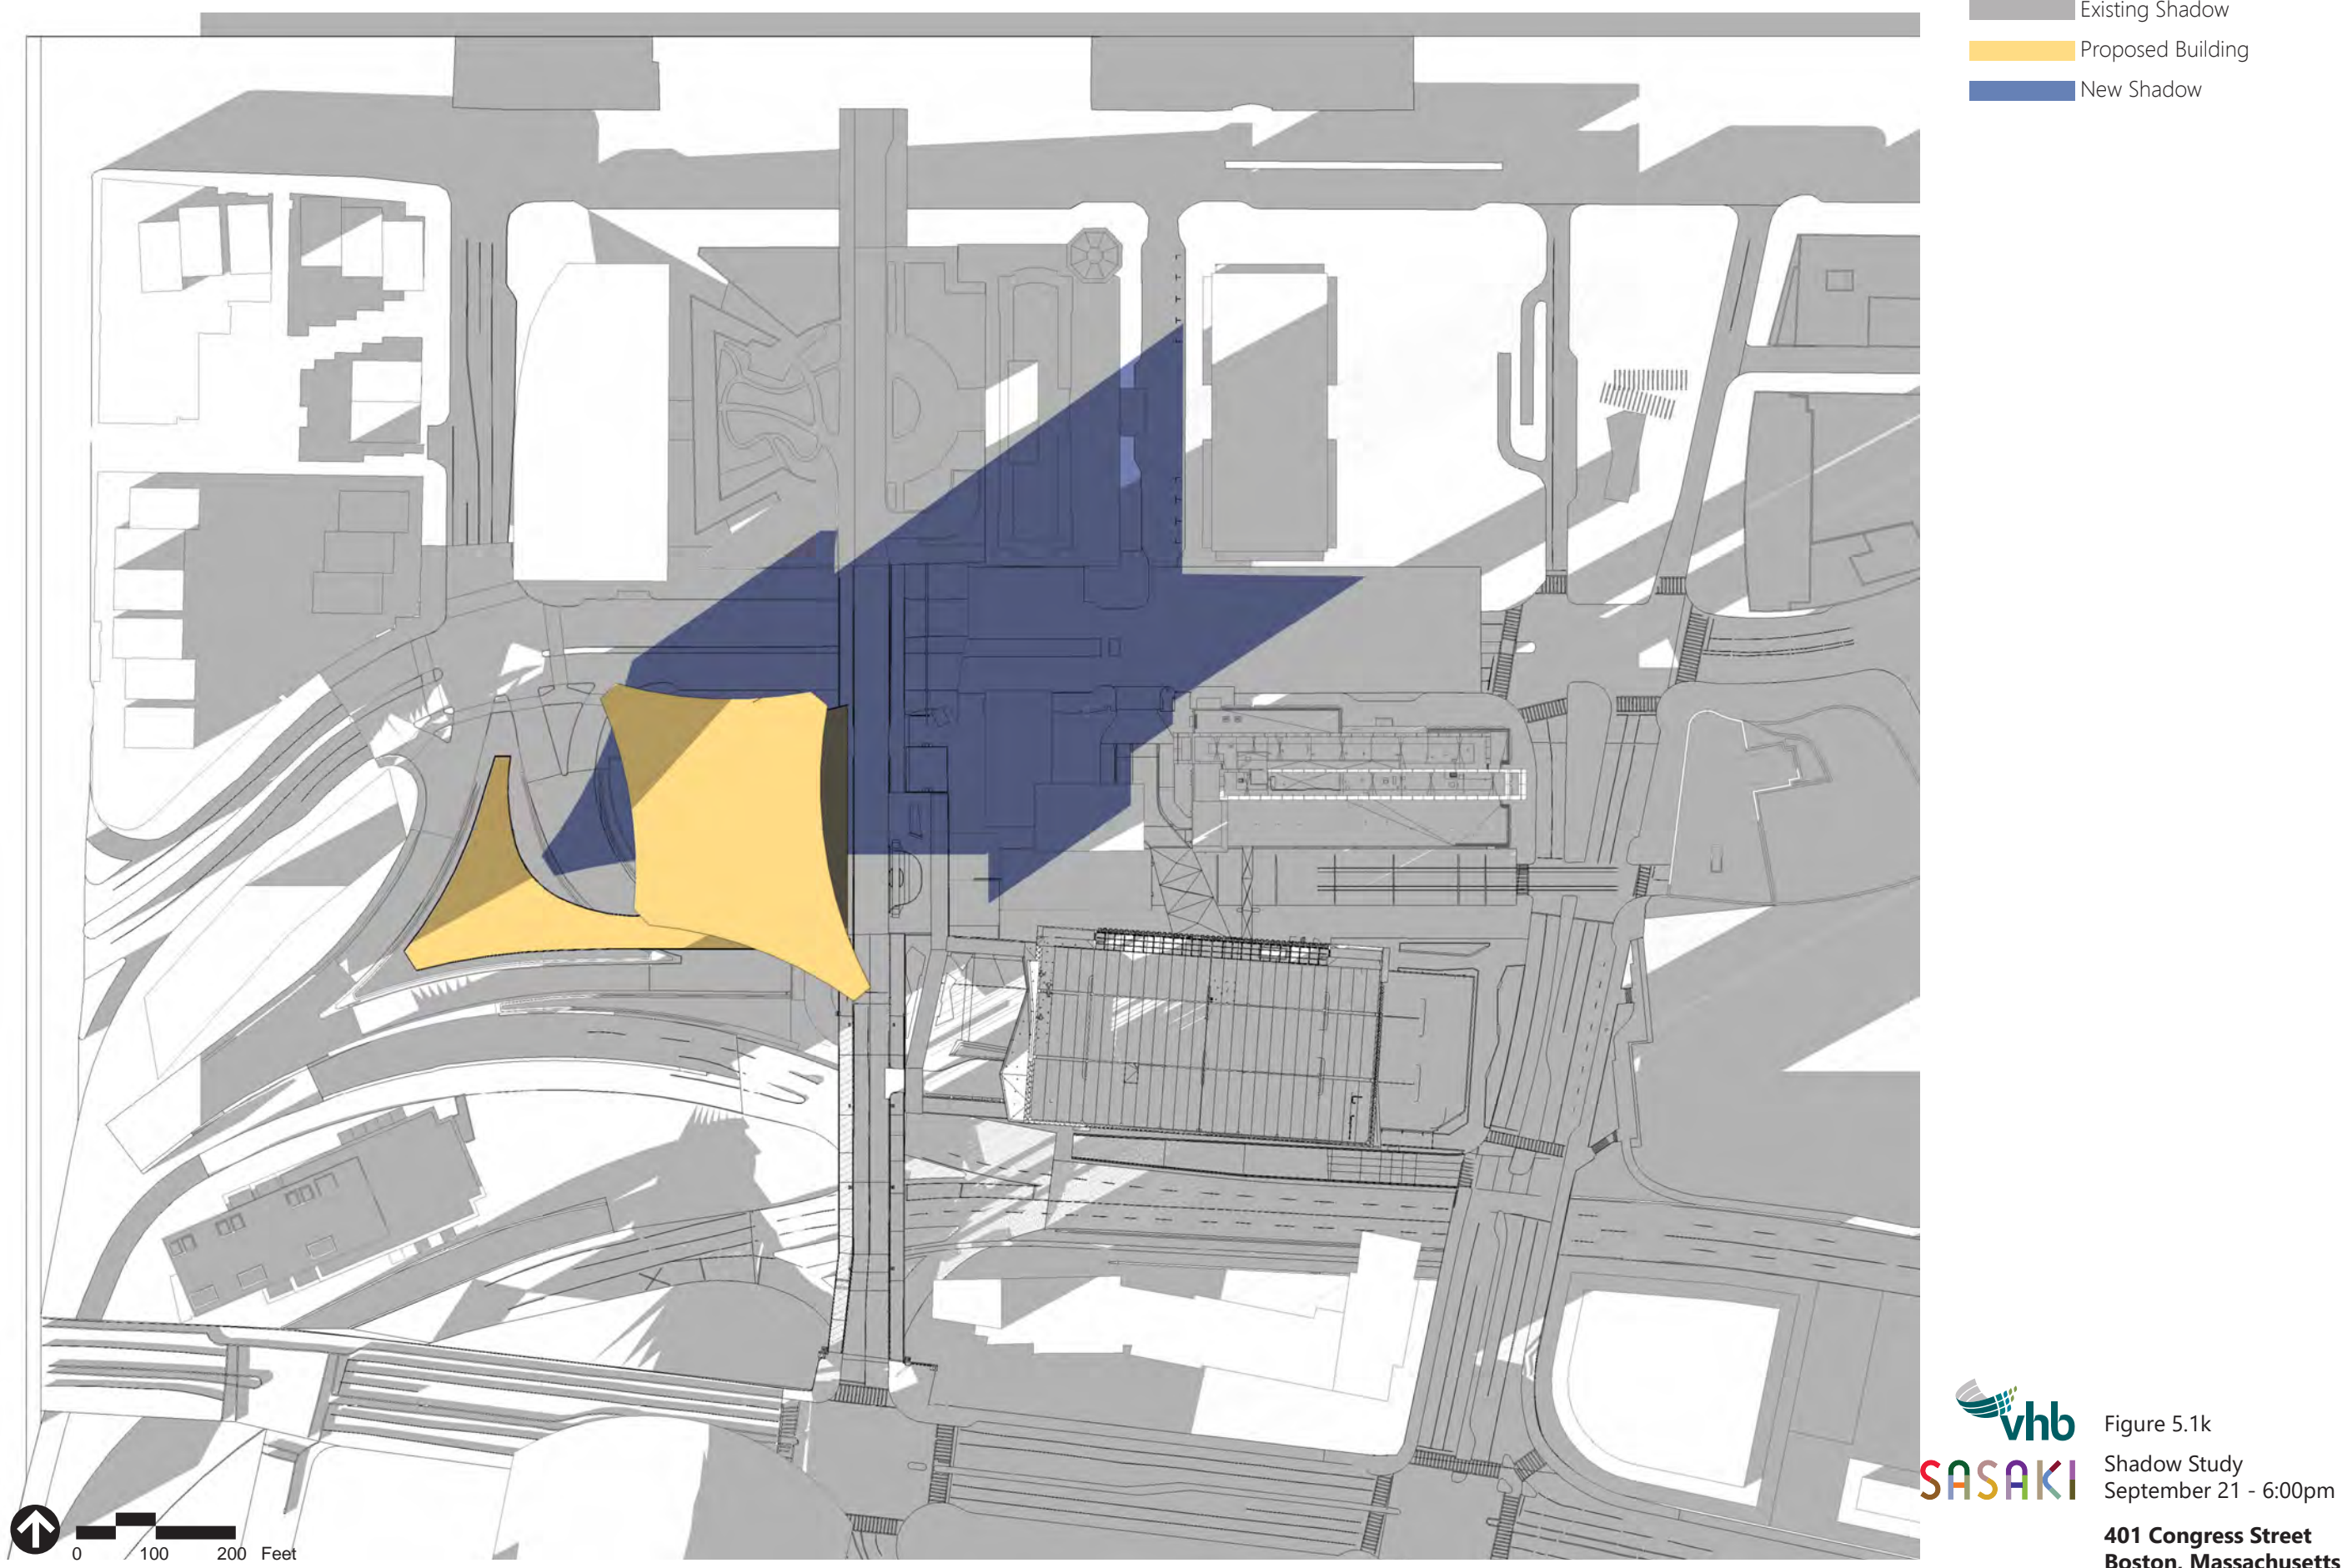 Existing Shadow
Proposed Building
New Shadow
vhb
Figure 5.1k
SASAKI
Shadow Study
September 21 - 6:00pm
401 Congress Street
Boston, Massachusetts
0 100 200 Feet